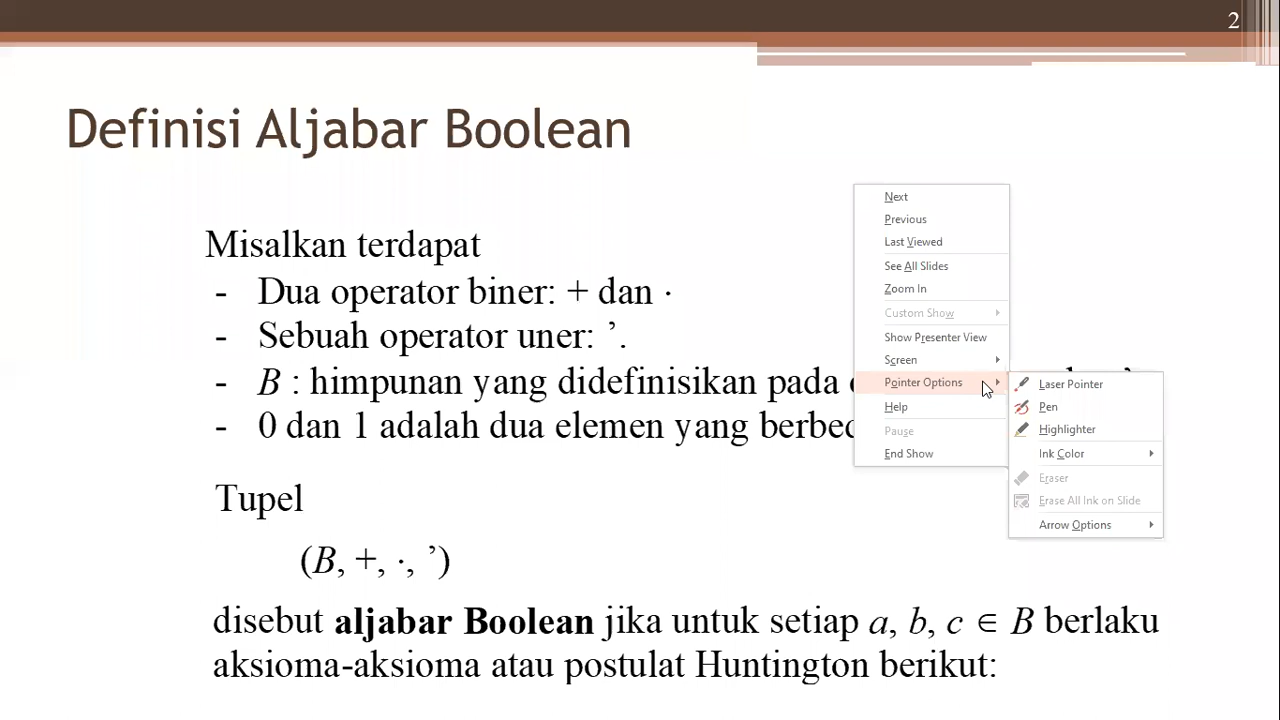 2
Definisi Aljabar Boolean
Misalkan terdapat
- Dua operator biner: + dan ·
- Sebuah operator uner: ’.
- B : himpunan yang didefinisikan pada ’
- 0 dan 1 adalah dua elemen yang
Tupel
(B, +, ·, ’)
disebut aljabar Boolean jika untuk setiap a, b, c ∈ B berlaku
aksioma-aksioma atau postulat Huntington berikut:
Next
Previous
Last Viewed
See All Slides
Zoom In
Custom Show
Show Presenter View
Screen
Pointer Options
Help
Pause
End Show
Laser Pointer
Pen
Highlighter
Ink Color
Eraser
Erase All Ink on Slide
Arrow Options